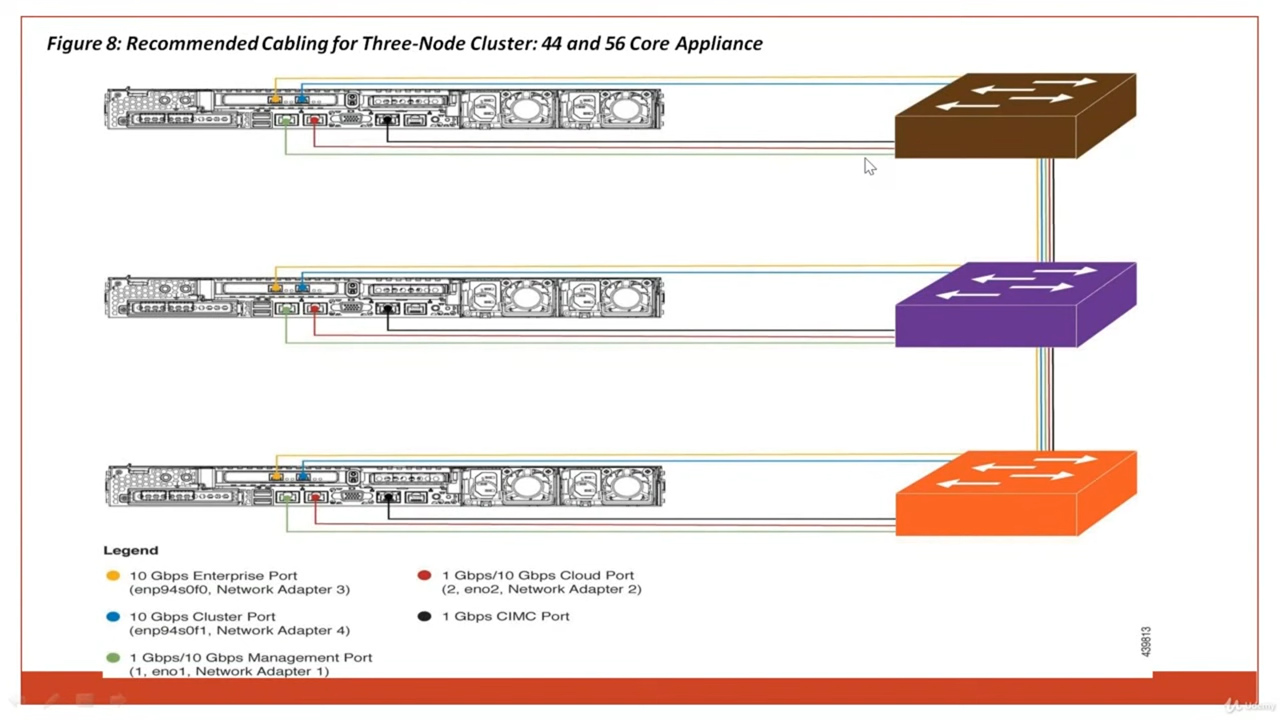 Figure 8: Recommended Cabling for Three-Node Cluster: 44 and 56 Core Appliance
Legend
10 Gbps Enterprise Port
(enp94s0f0, Network Adapter 3)
10 Gbps Cluster Port
(enp94s0f1, Network Adapter 4)
1 Gbps/10 Gbps Management Port
(1, eno1, Network Adapter 1)
1 Gbps/10 Gbps Cloud Port
(2, eno2, Network Adapter 2)
1 Gbps CIMC Port
439813
Udemy